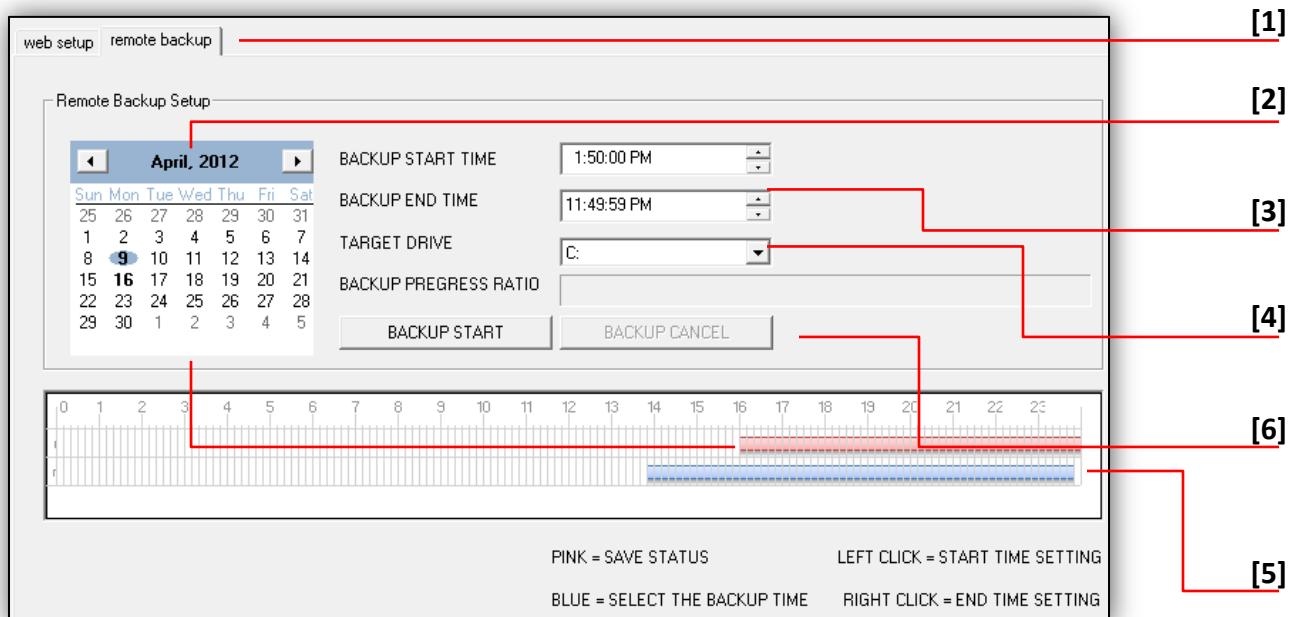 [1]
web setup remote backup
[2]
Remote Backup Setup
April, 2012
Sun Mon Tue Wed Thu Fri Sat
25 26 27 28 29 30 31
1 2 3 4 5 6 7
8 9 10 11 12 13 14
15 16 17 18 19 20 21
22 23 24 25 26 27 28
29 30 1 2 3 4 5
BACKUP START TIME 1:50:00 PM
BACKUP END TIME 11:49:59 PM
[3]
TARGET DRIVE C:
BACKUP PREGRESS RATIO
[4]
BACKUP START BACKUP CANCEL
0 1 2 3 4 5 6 7 8 9 10 11 12 13 14 15 16 17 18 19 20 21 22 23
[6]
[5]
PINK = SAVE STATUS LEFT CLICK = START TIME SETTING
BLUE = SELECT THE BACKUP TIME RIGHT CLICK = END TIME SETTING